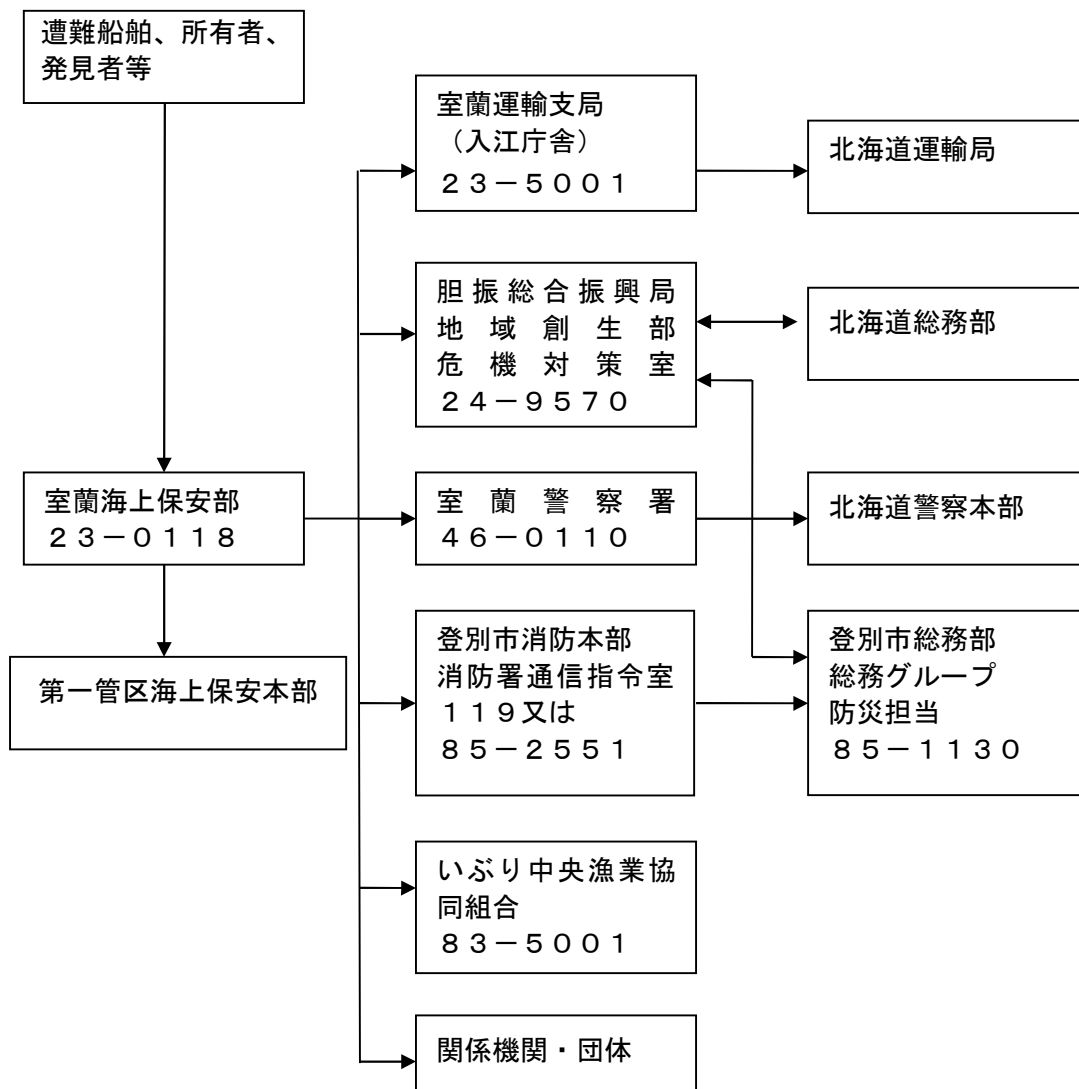 遭難船舶、所有者、
発見者等
室蘭海上保安部
２３－０１１８
第一管区海上保安本部
室蘭運輸支局
（入江庁舎）
２３－５００１
胆振総合振興局
地域創生部
危機対策室
２４－９５７０
室蘭警察署
４６－０１１０
登別市消防本部
消防署通信指令室
１１９又は
８５－２５５１
いぶり中央漁業協
同組合
８３－５００１
関係機関・団体
北海道運輸局
北海道総務部
北海道警察本部
登別市総務部
総務グループ
防災担当
８５－１１３０